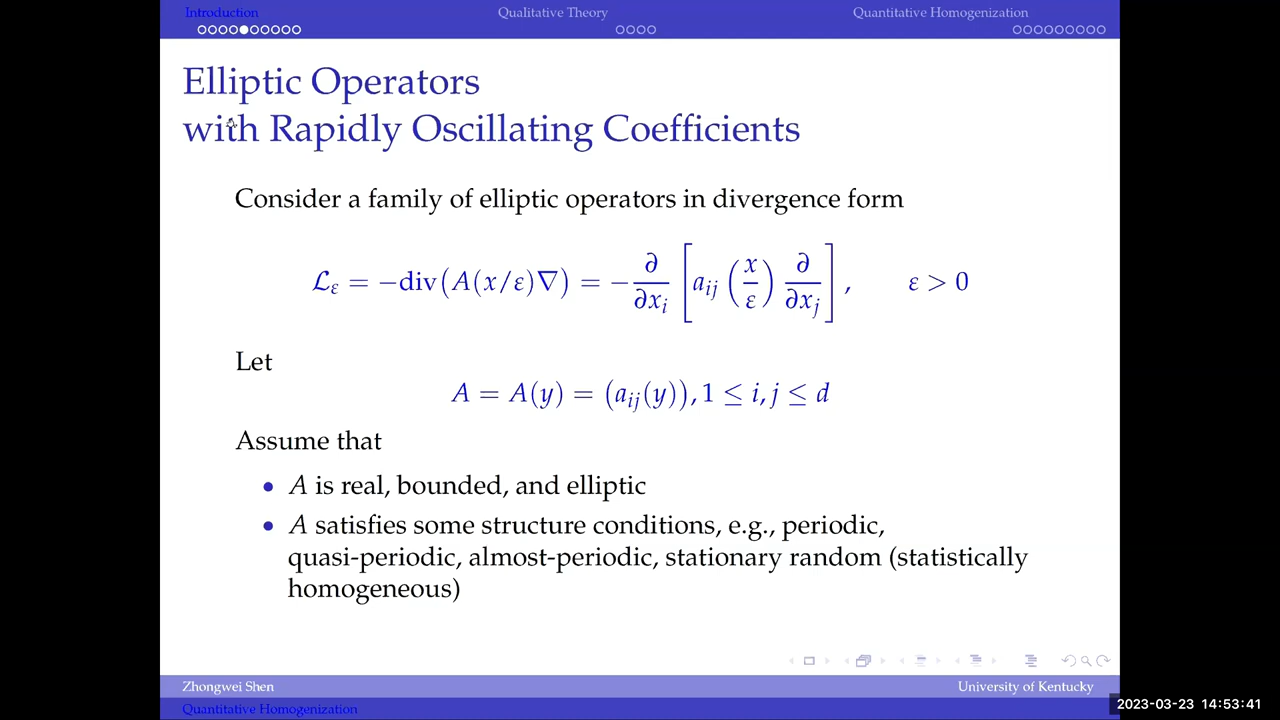 Introduction Qualitative Theory Quantitative Homogenization
Elliptic Operators
with Rapidly Oscillating Coefficients
Consider a family of elliptic operators in divergence form
ℒ_ε = −div(A(x/ε)∇) = −∂/∂x_i [a_ij (x/ε) ∂/∂x_j], ε > 0
Let
A = A(y) = (a_ij(y)), 1 ≤ i, j ≤ d
Assume that
• A is real, bounded, and elliptic
• A satisfies some structure conditions, e.g., periodic,
quasi-periodic, almost-periodic, stationary random (statistically
homogeneous)
Zhongwei Shen University of Kentucky
Quantitative Homogenization
2023-03-23 14:53:41